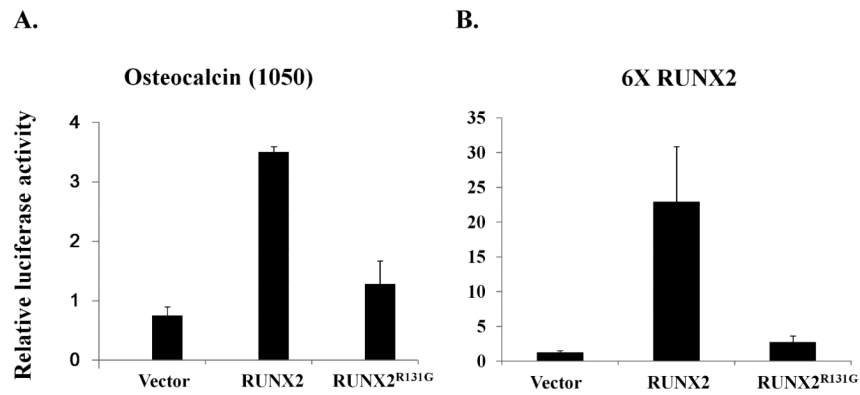 A.
Osteocalcin (1050)
Relative luciferase activity
4
3
2
1
0
Vector RUNX2 RUNX2R131G
B.
6X RUNX2
35
30
25
20
15
10
5
0
Vector RUNX2 RUNX2R131G